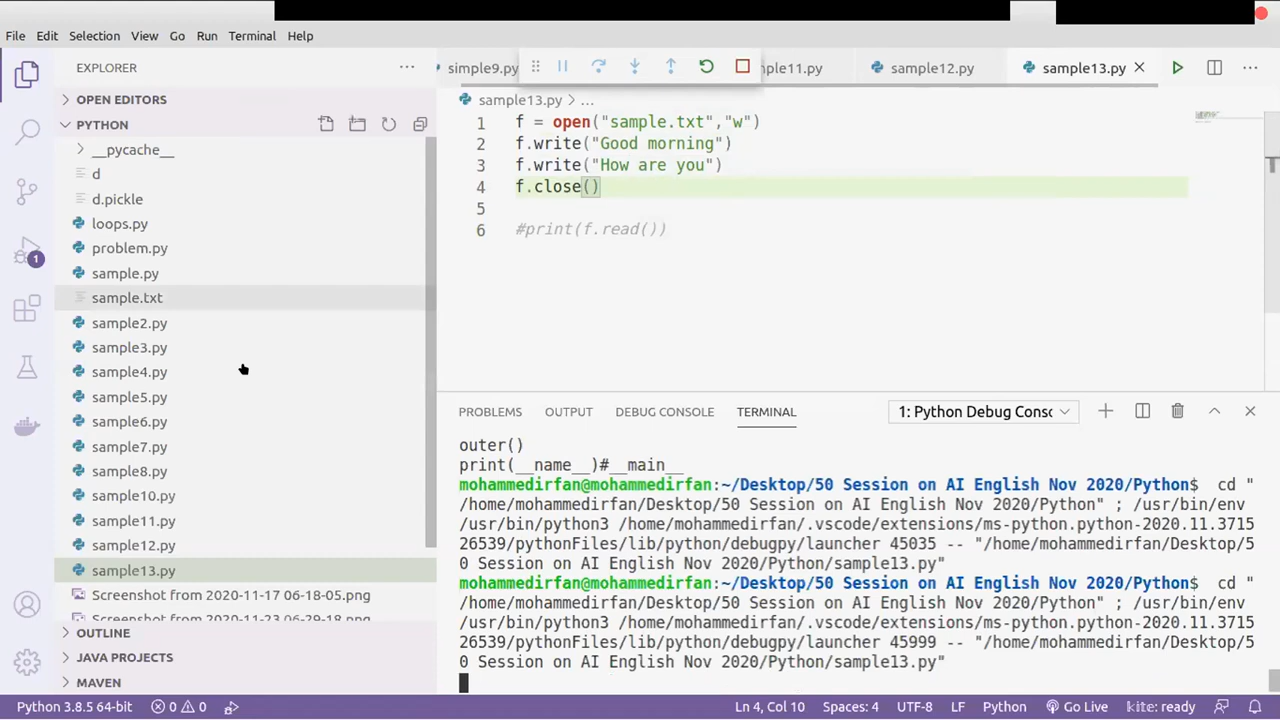 File Edit Selection View Go Run Terminal Help
EXPLORER
OPEN EDITORS
PYTHON
__pycache__
d
d.pickle
loops.py
problem.py
sample.py
sample.txt
sample2.py
sample3.py
sample4.py
sample5.py
sample6.py
sample7.py
sample8.py
sample10.py
sample11.py
sample12.py
sample13.py
Screenshot from 2020-11-17 06-18-05.png
Screenshot from 2020-11-23 06-29-18.png
OUTLINE
JAVA PROJECTS
MAVEN
1
simple9.py
ple11.py
sample12.py
sample13.py
sample13.py > ...
1 f = open("sample.txt","w")
2 f.write("Good morning")
3 f.write("How are you")
4 f.close()
5
6 #print(f.read())
PROBLEMS OUTPUT DEBUG CONSOLE TERMINAL 1: Python Debug Consc
outer()
print(__name__)#__main__
mohammedirfan@mohammedirfan:~/Desktop/50 Session on AI English Nov 2020/Python$ cd "
/home/mohammedirfan/Desktop/50 Session on AI English Nov 2020/Python" ; /usr/bin/env
/usr/bin/python3 /home/mohammedirfan/.vscode/extensions/ms-python.python-2020.11.3715
26539/pythonFiles/lib/python/debugpy/launcher 45035 -- "/home/mohammedirfan/Desktop/5
0 Session on AI English Nov 2020/Python/sample13.py"
mohammedirfan@mohammedirfan:~/Desktop/50 Session on AI English Nov 2020/Python$ cd "
/home/mohammedirfan/Desktop/50 Session on AI English Nov 2020/Python" ; /usr/bin/env
/usr/bin/python3 /home/mohammedirfan/.vscode/extensions/ms-python.python-2020.11.3715
26539/pythonFiles/lib/python/debugpy/launcher 45999 -- "/home/mohammedirfan/Desktop/5
0 Session on AI English Nov 2020/Python/sample13.py"
Python 3.8.5 64-bit 0 0 Ln 4, Col 10 Spaces: 4 UTF-8 LF Python Go Live kite: ready